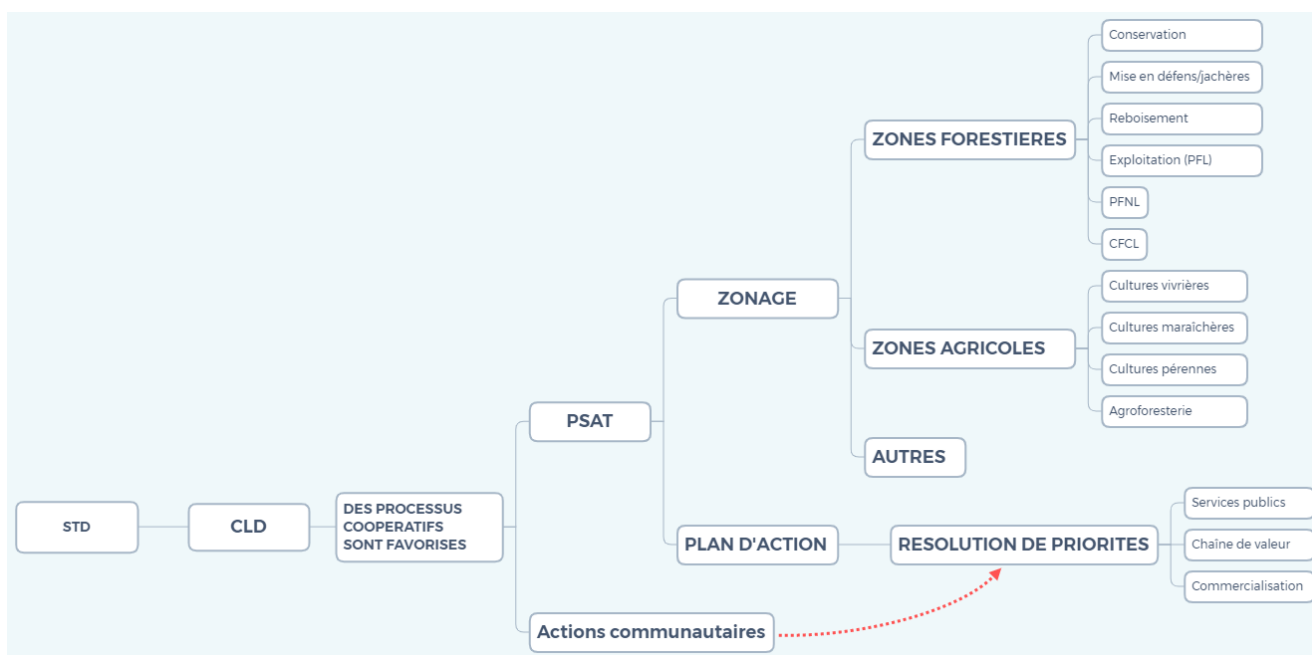 Conservation
Mise en défens/jachères
Reboisement
Exploitation (PFL)
PFNL
CFCL
ZONES FORESTIERES
Cultures vivrières
Cultures maraîchères
Cultures pérennes
Agroforesterie
ZONES AGRICOLES
AUTRES
ZONAGE
PSAT
STD
CLD
DES PROCESSUS
COOPERATIFS
SONT FAVORISES
PLAN D'ACTION
RESOLUTION DE PRIORITES
Services publics
Chaîne de valeur
Commercialisation
Actions communautaires